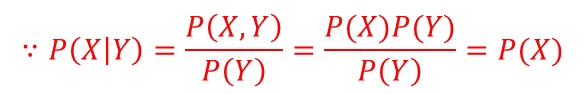 ∵ P(X|Y) = P(X,Y)/P(Y) = P(X)P(Y)/P(Y) = P(X)